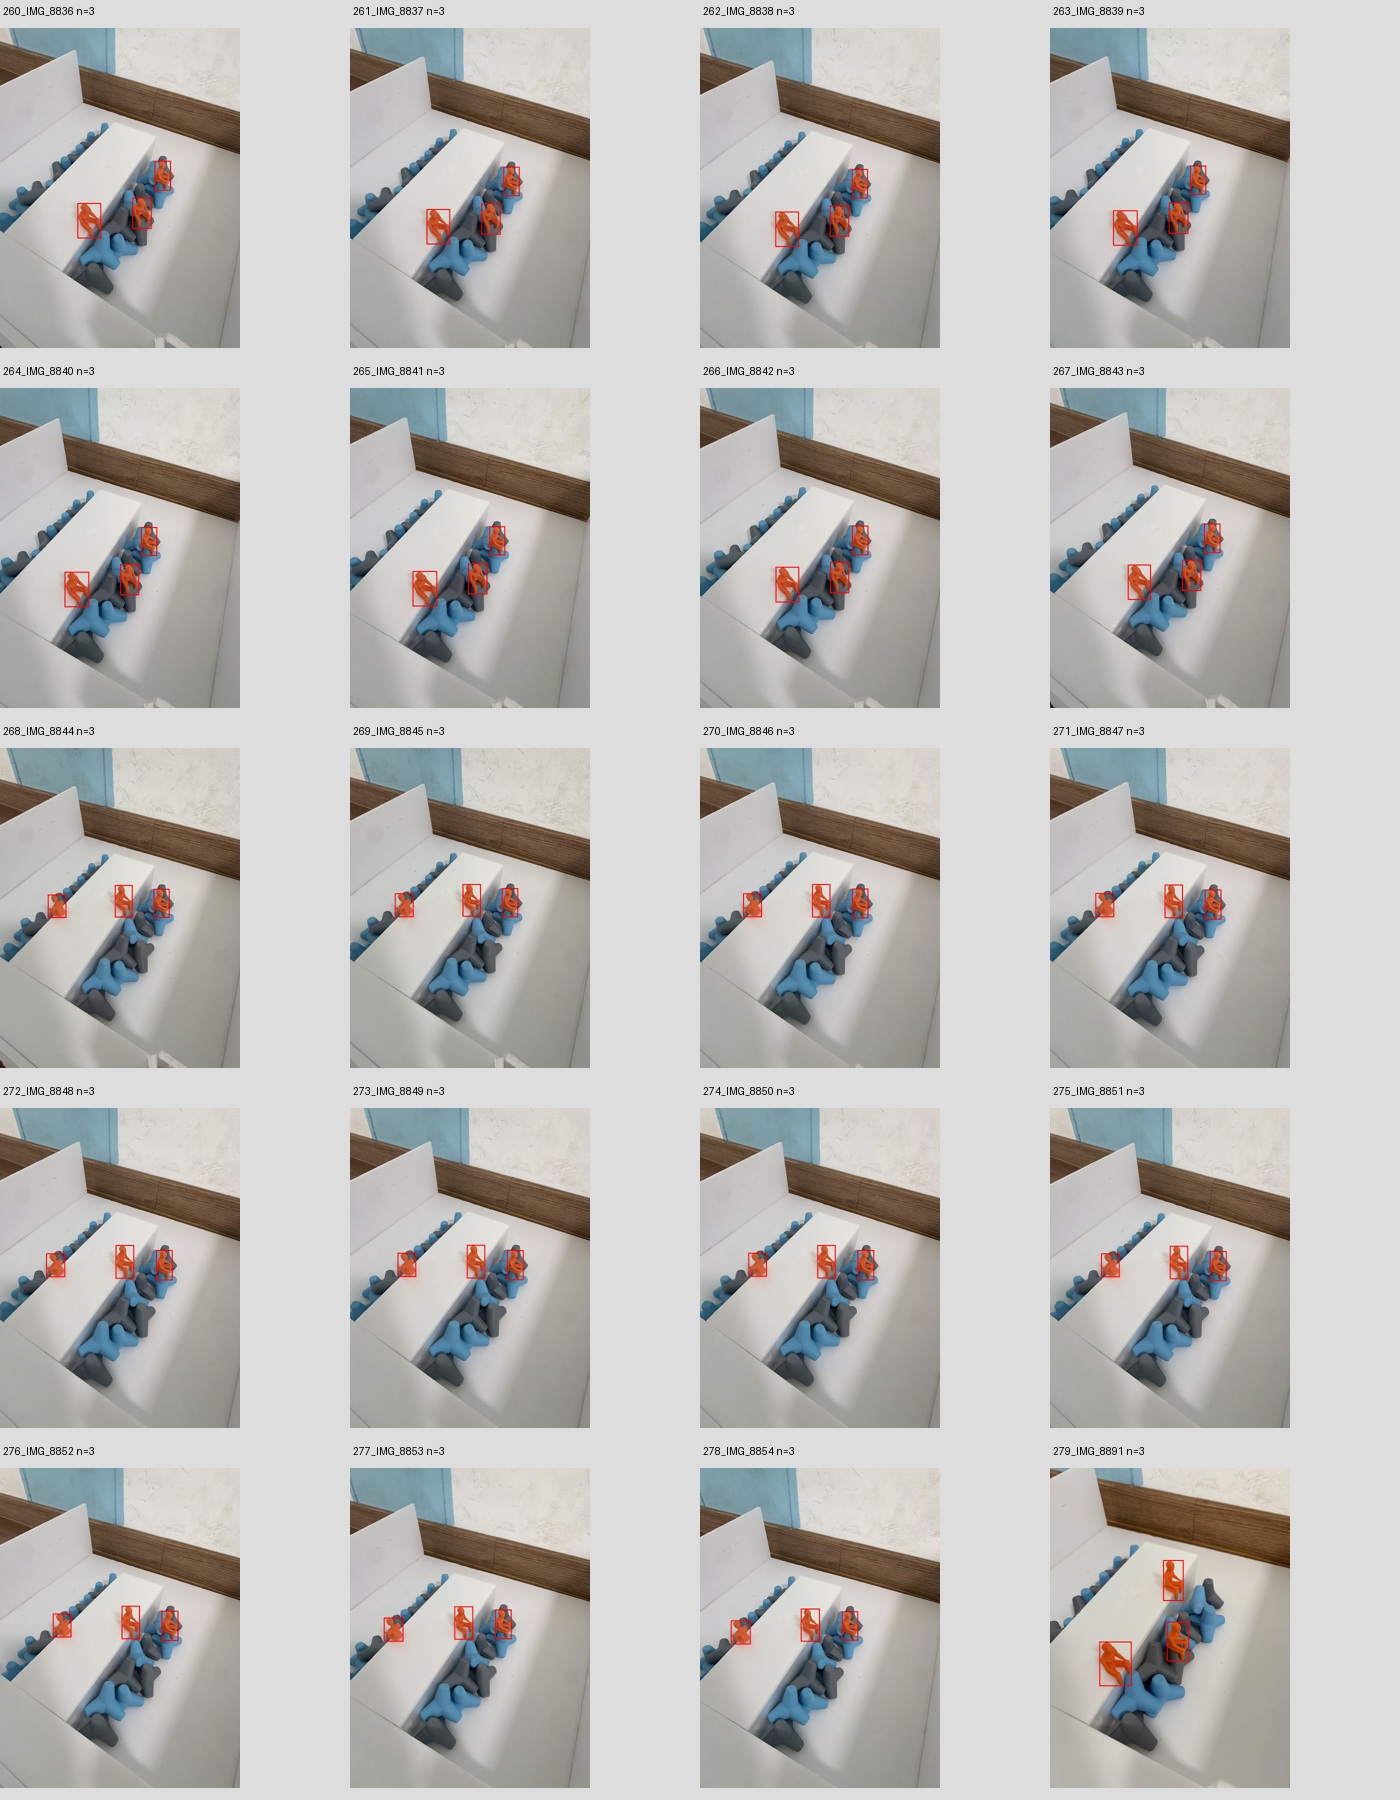 260_IMG_8836 n=3
261_IMG_8837 n=3
262_IMG_8838 n=3
263_IMG_8839 n=3
264_IMG_8840 n=3
265_IMG_8841 n=3
266_IMG_8842 n=3
267_IMG_8843 n=3
268_IMG_8844 n=3
269_IMG_8845 n=3
270_IMG_8846 n=3
271_IMG_8847 n=3
272_IMG_8848 n=3
273_IMG_8849 n=3
274_IMG_8850 n=3
275_IMG_8851 n=3
276_IMG_8852 n=3
277_IMG_8853 n=3
278_IMG_8854 n=3
279_IMG_8891 n=3